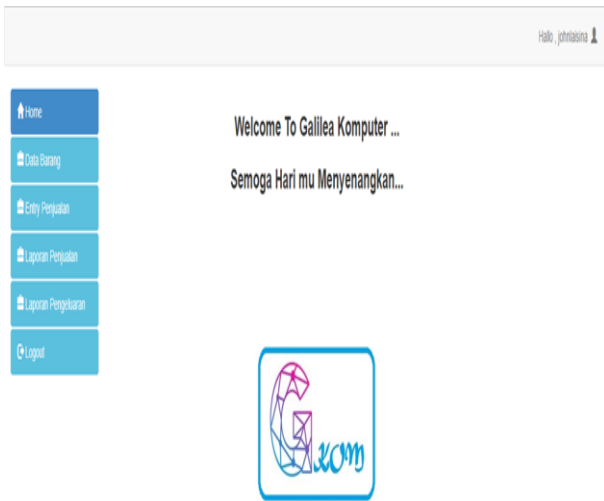 Hallo , johnlaisina
Home
Data Barang
Entry Penjualan
Laporan Penjualan
Laporan Pengeluaran
Logout
Welcome To Galilea Komputer ...
Semoga Hari mu Menyenangkan...
G kom